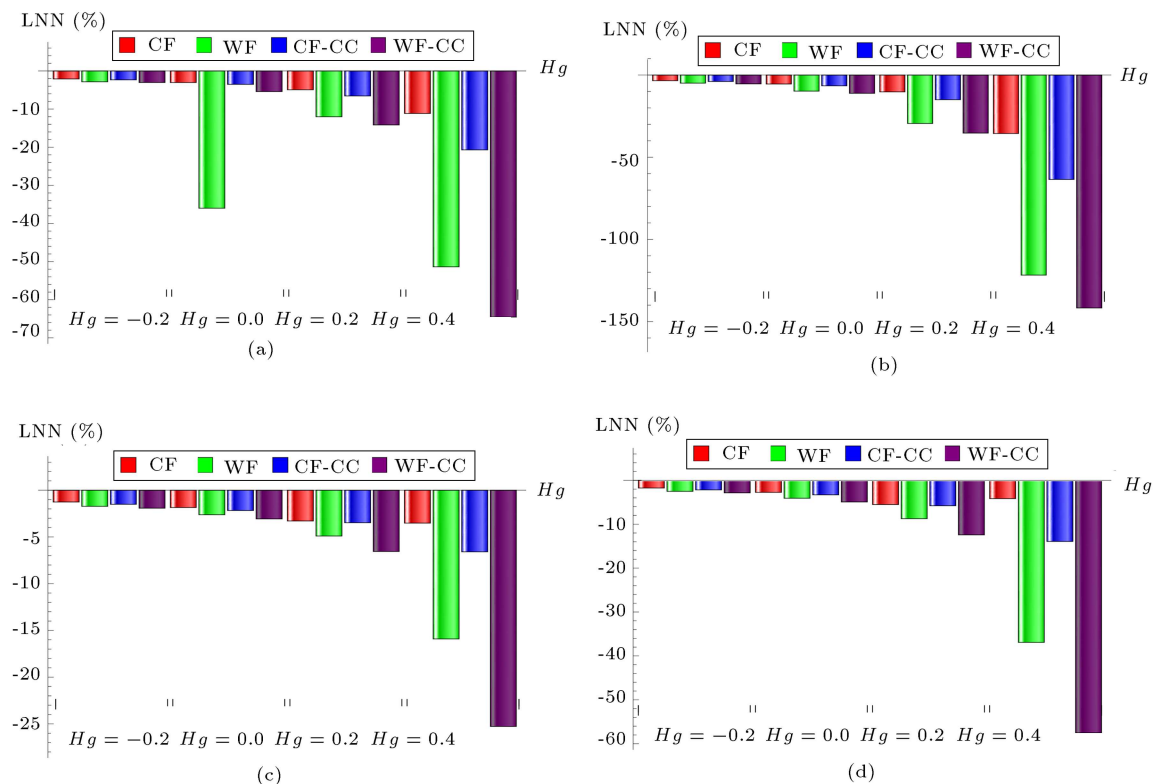 LNN (%)
CF WF CF-CC WF-CC
Hg
-10
-20
-30
-40
-50
-60
-70
Hg = −0.2 Hg = 0.0 Hg = 0.2 Hg = 0.4
(a)
LNN (%)
CF WF CF-CC WF-CC
Hg
-50
-100
-150
Hg = −0.2 Hg = 0.0 Hg = 0.2 Hg = 0.4
(b)
LNN (%)
CF WF CF-CC WF-CC
Hg
-5
-10
-15
-20
-25
Hg = −0.2 Hg = 0.0 Hg = 0.2 Hg = 0.4
(c)
LNN (%)
CF WF CF-CC WF-CC
Hg
-10
-20
-30
-40
-50
-60
Hg = −0.2 Hg = 0.0 Hg = 0.2 Hg = 0.4
(d)